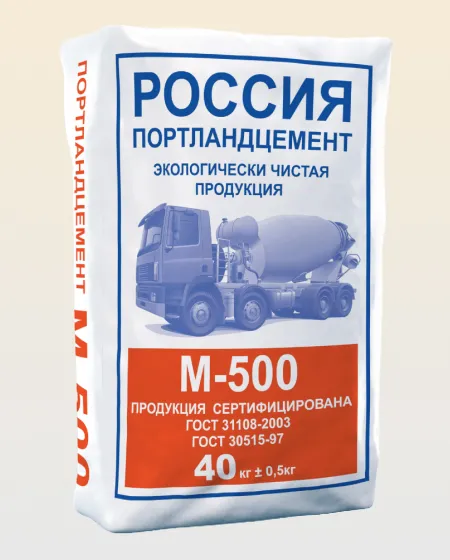 РОССИЯ
ПОРТЛАНДЦЕМЕНТ
ЭКОЛОГИЧЕСКИ ЧИСТАЯ
ПРОДУКЦИЯ
М-500
ПРОДУКЦИЯ СЕРТИФИЦИРОВАНА
ГОСТ 31108-2003
ГОСТ 30515-97
40 кг ± 0,5кг
ПОРТЛАНДЦЕМЕНТ М 500